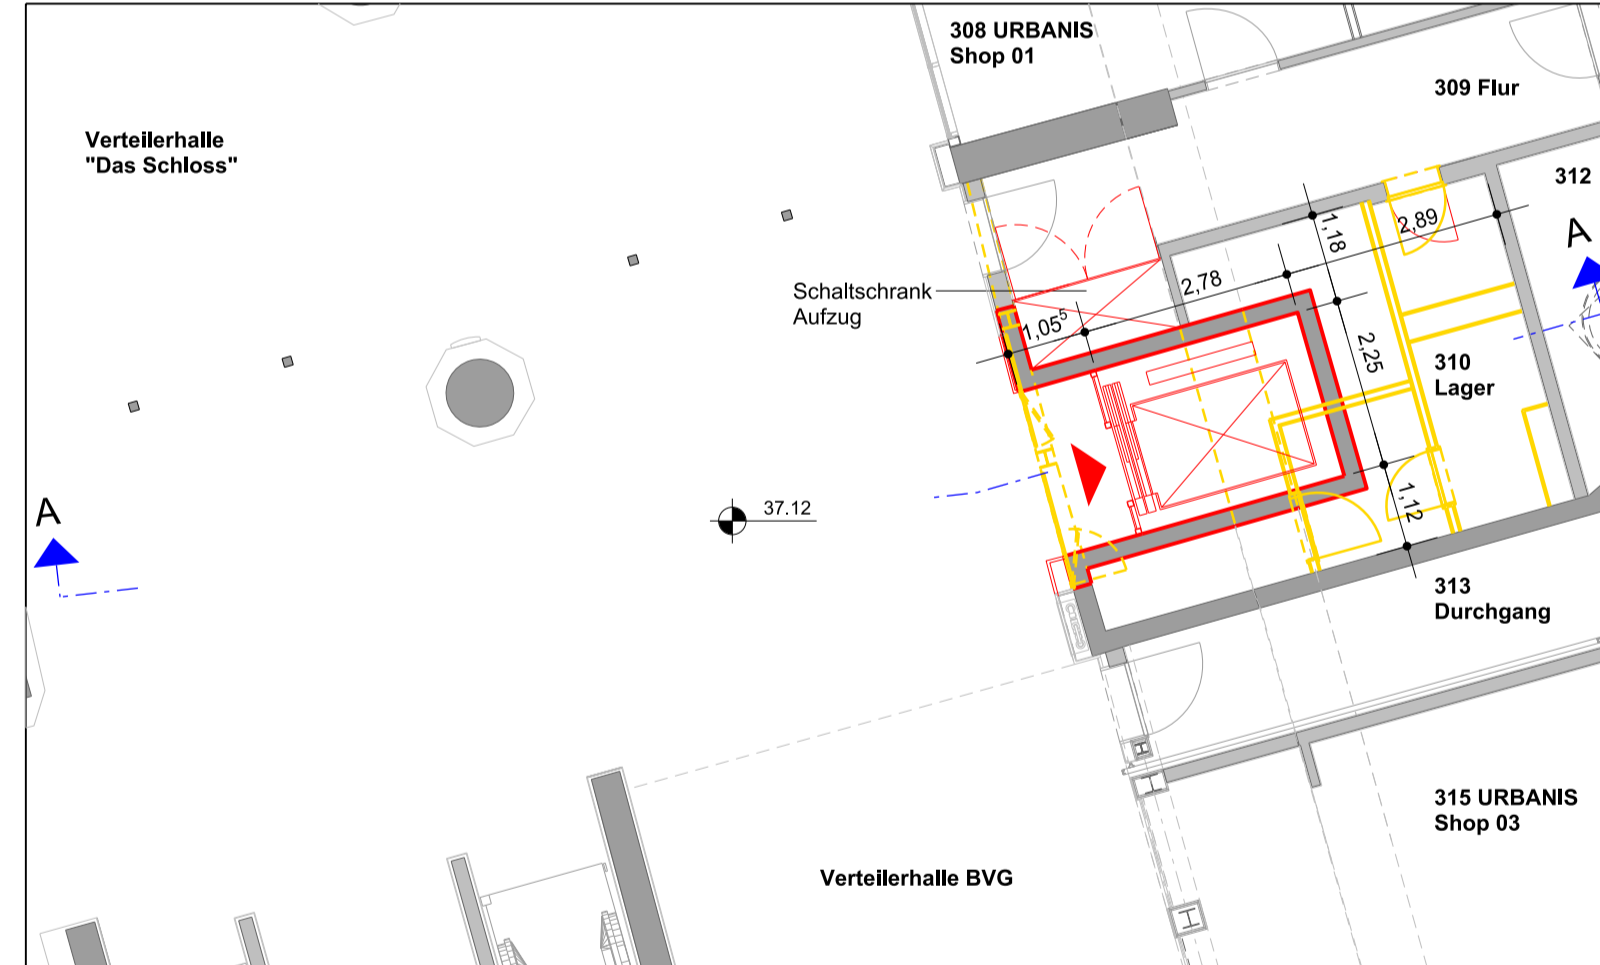 308 URBANIS
Shop 01
309 Flur
Verteilerhalle
"Das Schloss"
312
A
2,89
1,18
2,78
Schaltschrank
Aufzug
1,05⁵
2,25
310
Lager
1,12
37.12
A
313
Durchgang
315 URBANIS
Shop 03
Verteilerhalle BVG